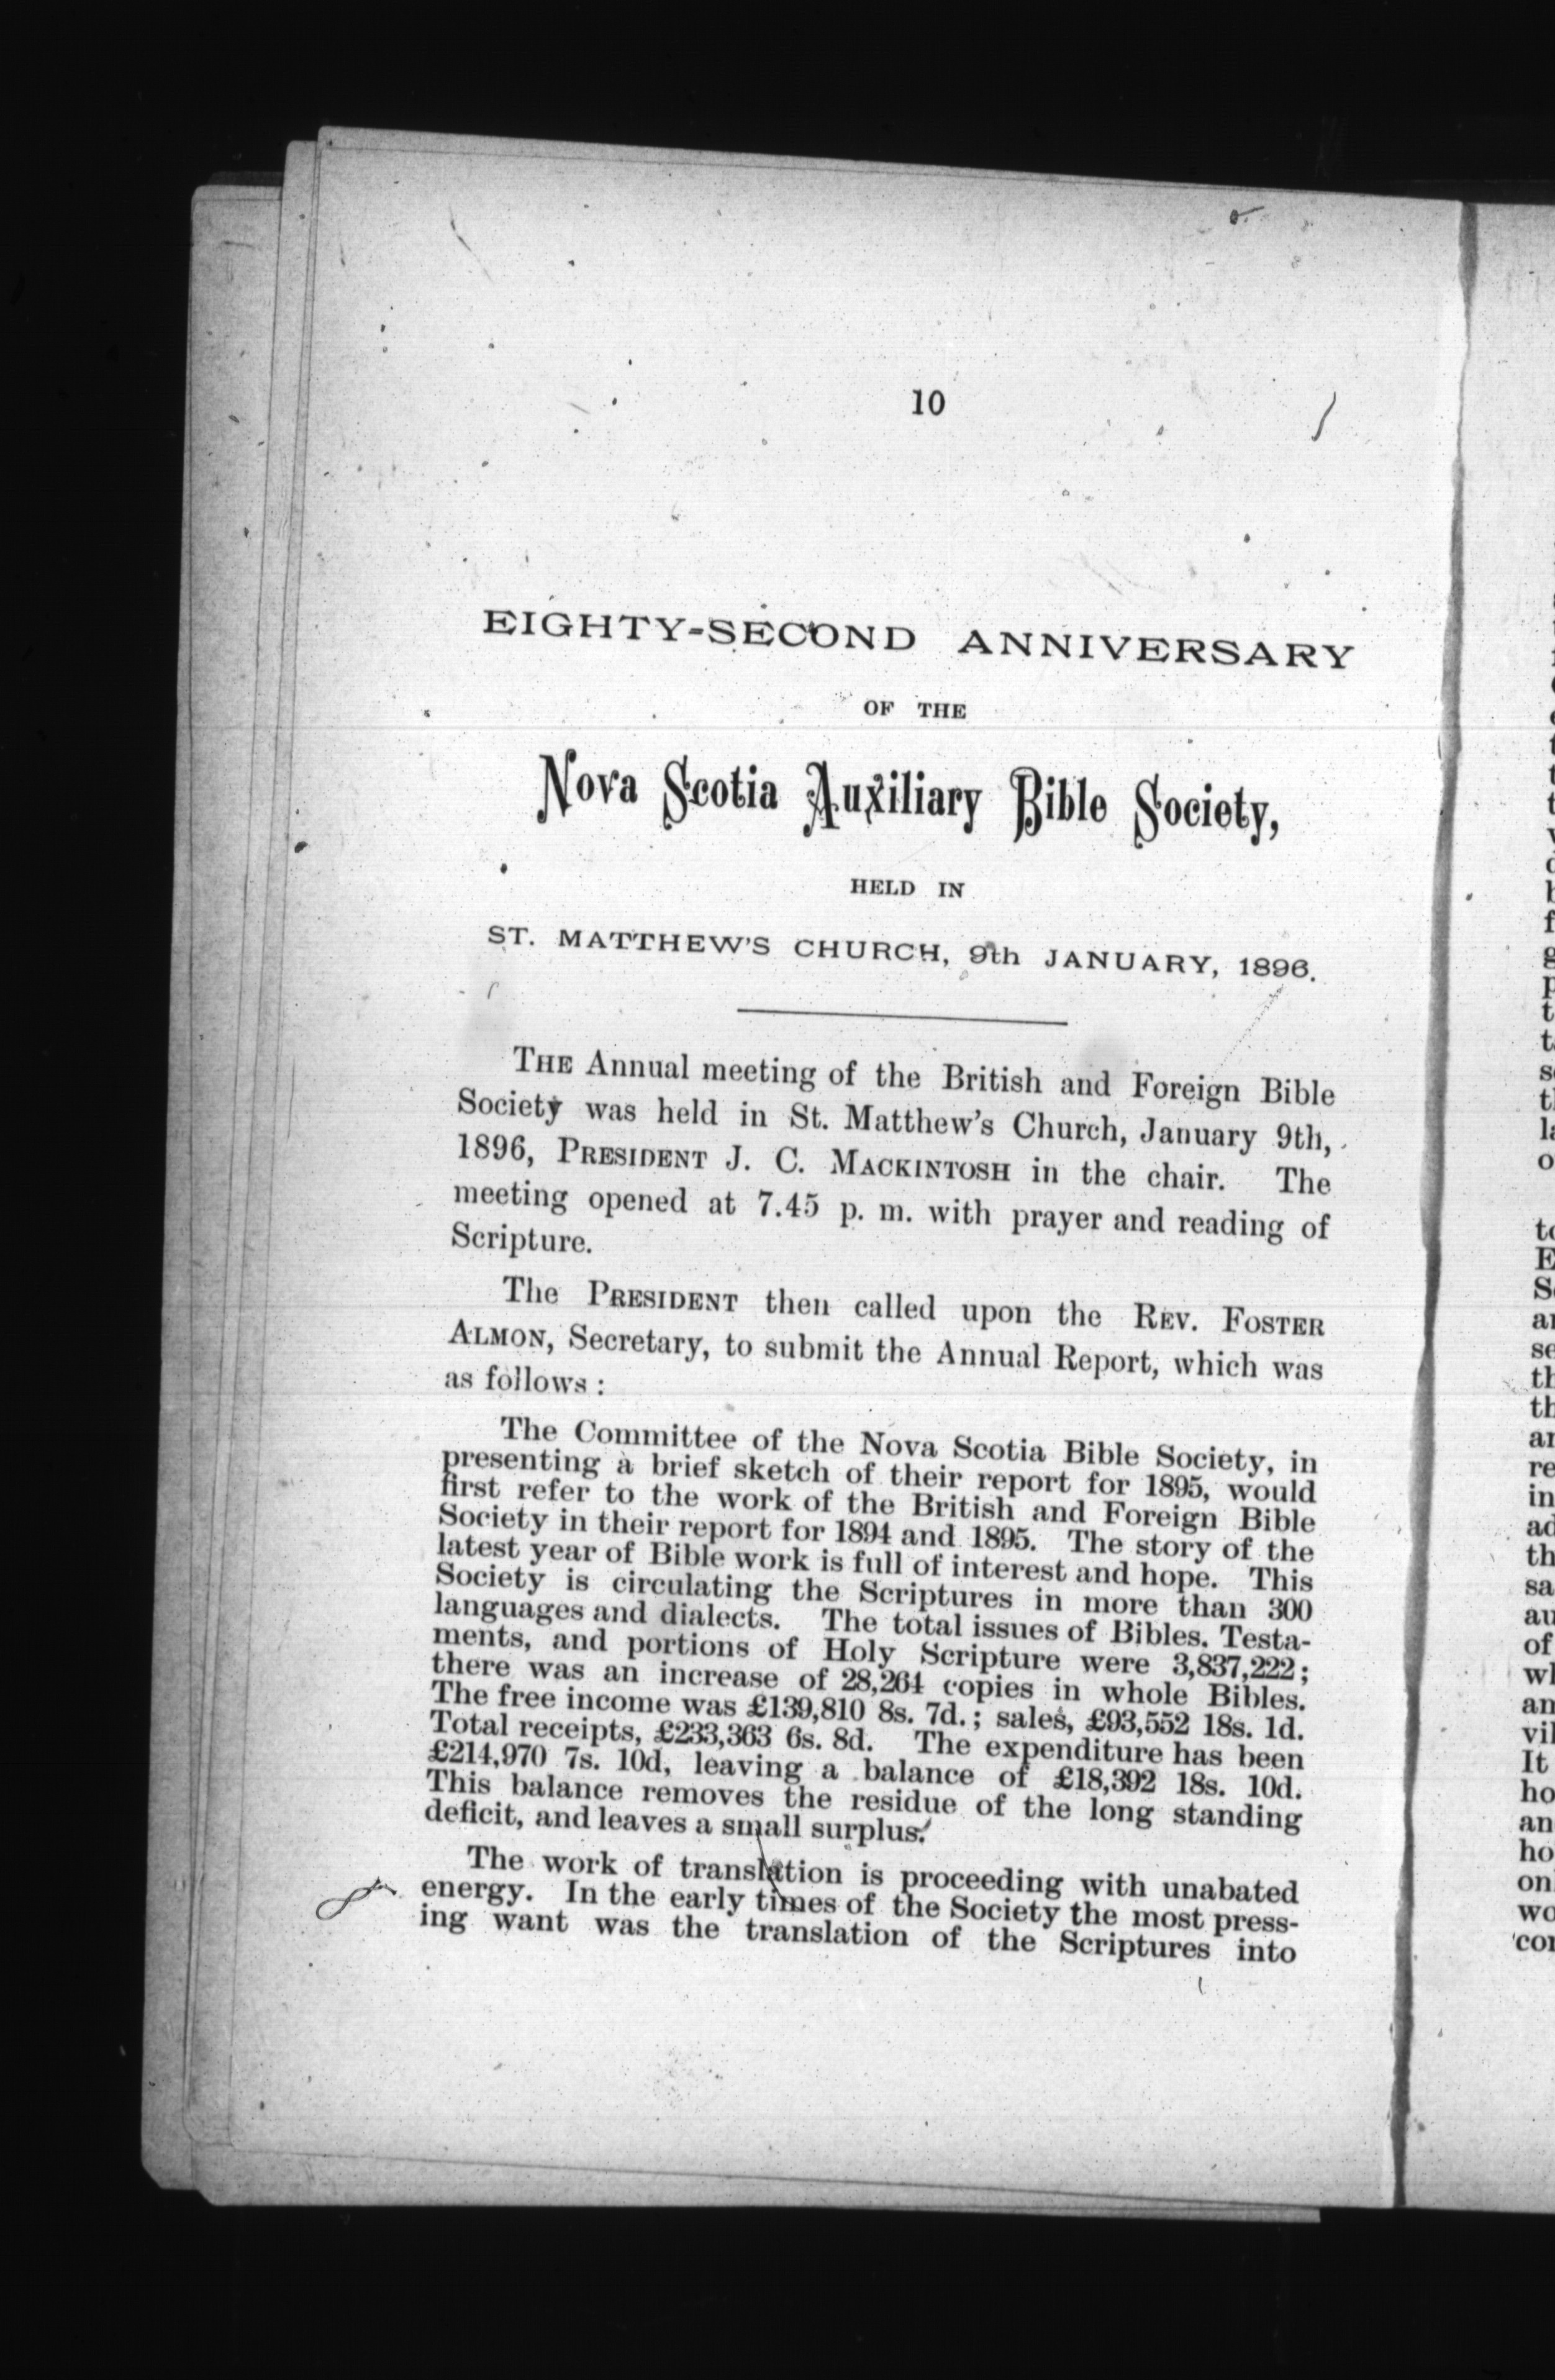 10
EIGHTY-SECOND ANNIVERSARY
OF THE
Nova Scotia Auxiliary Bible Society,
HELD IN
ST. MATTHEW'S CHURCH, 9th JANUARY, 1896.
THE Annual meeting of the British and Foreign Bible
Society was held in St. Matthew's Church, January 9th,
1896, PRESIDENT J. C. MACKINTOSH in the chair. The
meeting opened at 7.45 p. m. with prayer and reading of
Scripture.
The PRESIDENT then called upon the REV. FOSTER
ALMON, Secretary, to submit the Annual Report, which was
as follows :
The Committee of the Nova Scotia Bible Society, in
presenting a brief sketch of their report for 1895, would
first refer to the work of the British and Foreign Bible
Society in their report for 1894 and 1895. The story of the
latest year of Bible work is full of interest and hope. This
Society is circulating the Scriptures in more than 300
languages and dialects. The total issues of Bibles. Testa-
ments, and portions of Holy Scripture were 3,837,222;
there was an increase of 28,264 copies in whole Bibles.
The free income was £139,810 8s. 7d.; sales, £93,552 18s. 1d.
Total receipts, £233,363 6s. 8d. The expenditure has been
£214,970 7s. 10d, leaving a balance of £18,392 18s. 10d.
This balance removes the residue of the long standing
deficit, and leaves a small surplus.
The work of translation is proceeding with unabated
energy. In the early times of the Society the most press-
ing want was the translation of the Scriptures into